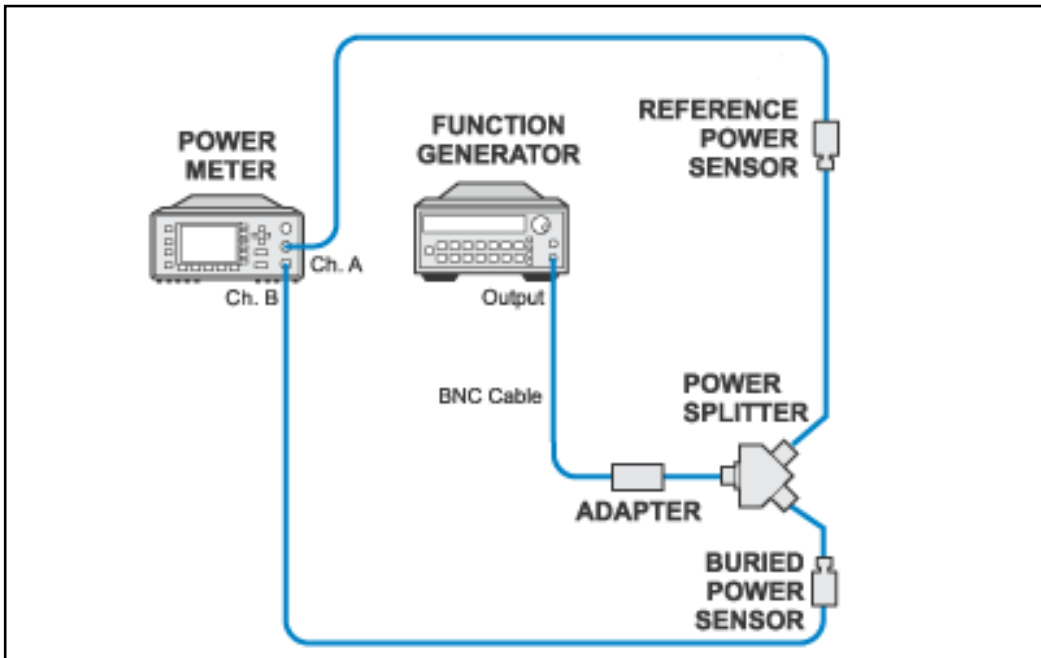 POWER
METER
FUNCTION
GENERATOR
REFERENCE
POWER
SENSOR
Ch. A
Ch. B
Output
BNC Cable
POWER
SPLITTER
ADAPTER
BURIED
POWER
SENSOR